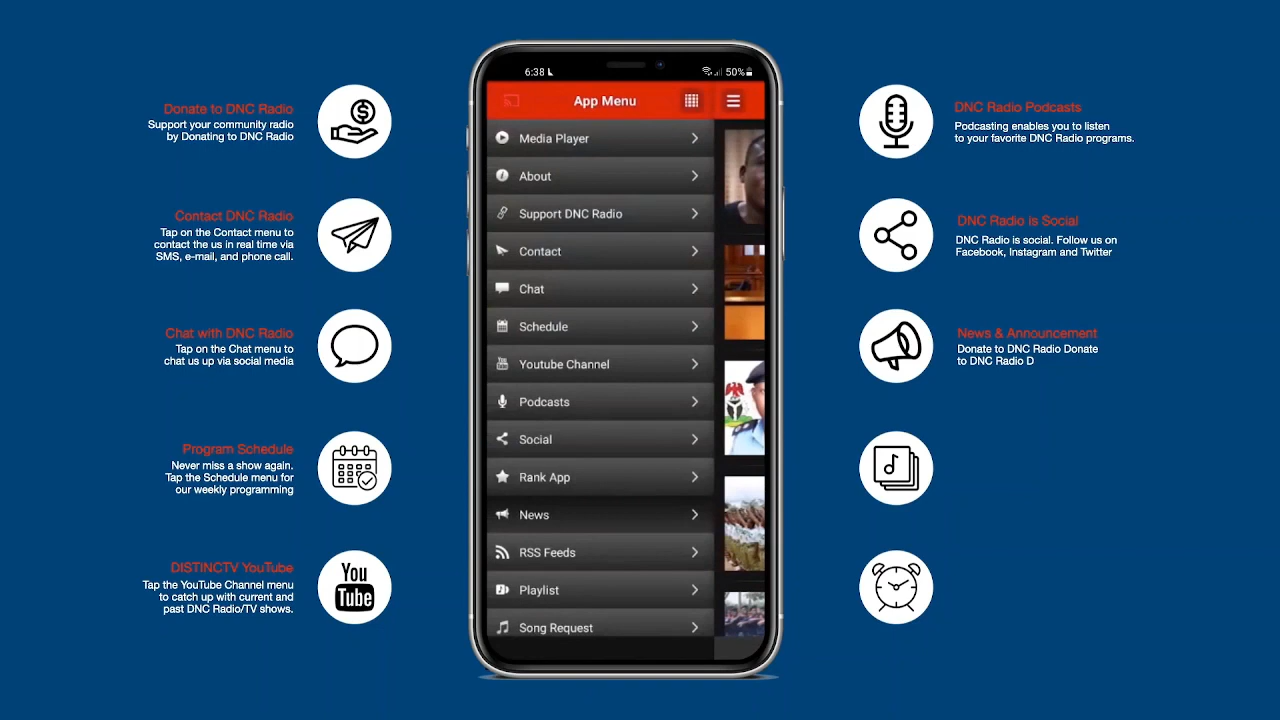 Donate to DNC Radio
Support your community radio
by Donating to DNC Radio
Contact DNC Radio
Tap on the Contact menu to
contact the us in real time via
SMS, e-mail, and phone call.
Chat with DNC Radio
Tap on the Chat menu to
chat us up via social media
Program Schedule
Never miss a show again.
Tap the Schedule menu for
our weekly programming
DISTINCTV YouTube
Tap the YouTube Channel menu
to catch up with current and
past DNC Radio/TV shows.
You
Tube
6:38
50%
App Menu
Media Player
About
Support DNC Radio
Contact
Chat
Schedule
Youtube Channel
Podcasts
Social
Rank App
News
RSS Feeds
Playlist
Song Request
DNC Radio Podcasts
Podcasting enables you to listen
to your favorite DNC Radio programs.
DNC Radio is Social
DNC Radio is social. Follow us on
Facebook, Instagram and Twitter
News & Announcement
Donate to DNC Radio Donate
to DNC Radio D